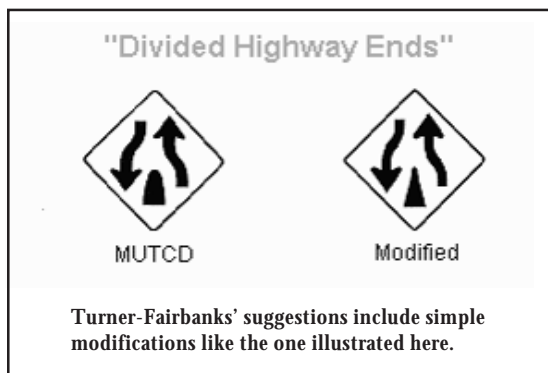 "Divided Highway Ends"
MUTCD
Modified
Turner-Fairbanks' suggestions include simple
modifications like the one illustrated here.